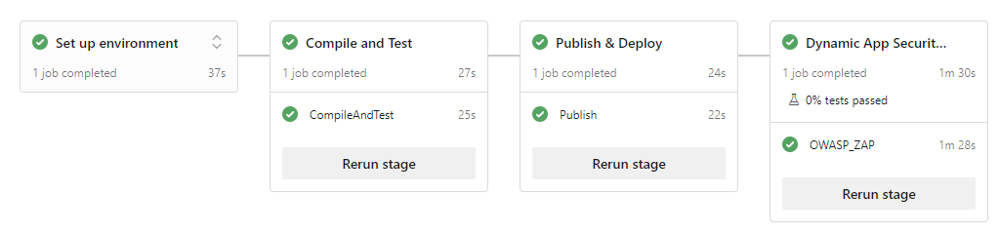 Set up environment
1 job completed 37s
Compile and Test
1 job completed 27s
CompileAndTest 25s
Rerun stage
Publish & Deploy
1 job completed 24s
Publish 22s
Rerun stage
Dynamic App Securit...
1 job completed 1m 30s
0% tests passed
OWASP_ZAP 1m 28s
Rerun stage